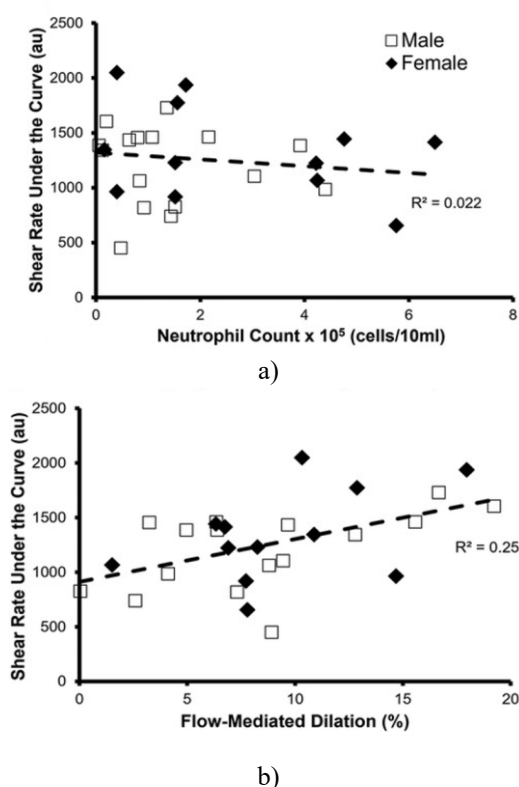 □ Male
◆ Female
Shear Rate Under the Curve (au)
2500
2000
1500
1000
500
0
R² = 0.022
0 2 4 6 8
Neutrophil Count x 10⁵ (cells/10ml)
a)
Shear Rate Under the Curve (au)
2500
2000
1500
1000
500
0
R² = 0.25
0 5 10 15 20
Flow-Mediated Dilation (%)
b)